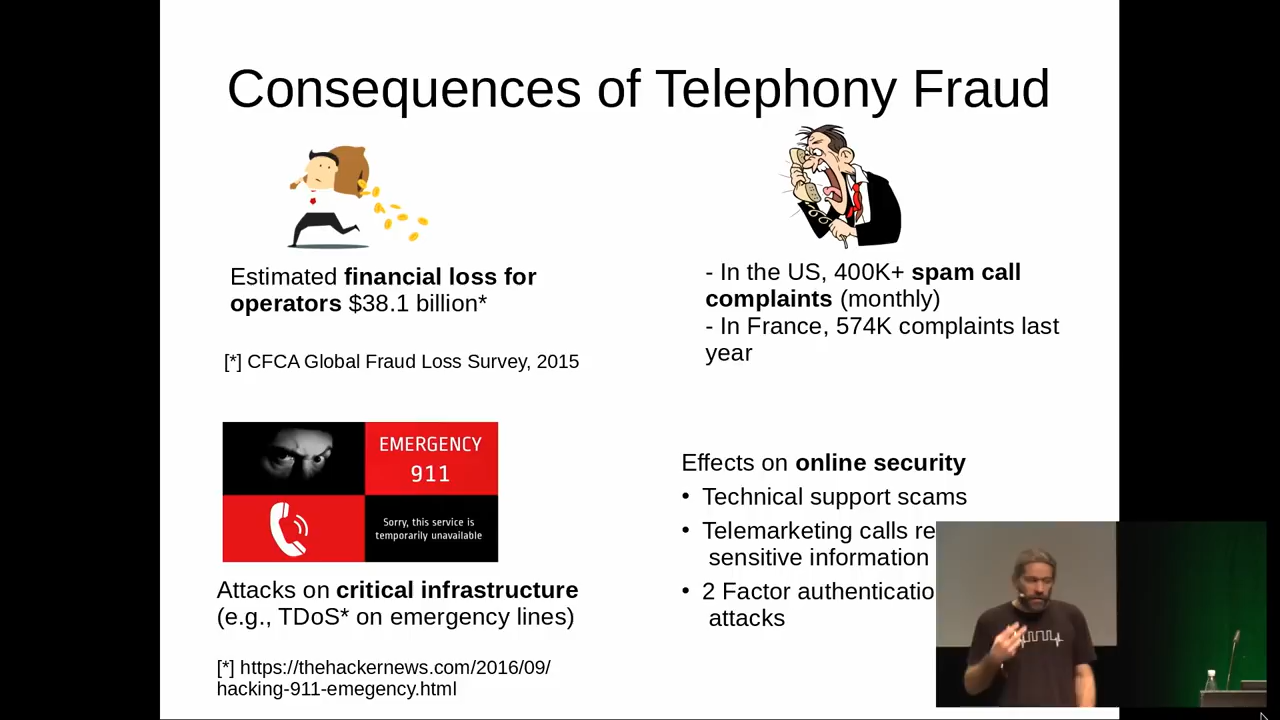 Consequences of Telephony Fraud
Estimated financial loss for
operators $38.1 billion*
[*] CFCA Global Fraud Loss Survey, 2015
- In the US, 400K+ spam call
complaints (monthly)
- In France, 574K complaints last
year
EMERGENCY
911
Sorry, this service is
temporarily unavailable
Attacks on critical infrastructure
(e.g., TDoS* on emergency lines)
[*] https://thehackernews.com/2016/09/
hacking-911-emegency.html
Effects on online security
• Technical support scams
• Telemarketing calls re
sensitive information
• 2 Factor authenticatio
attacks